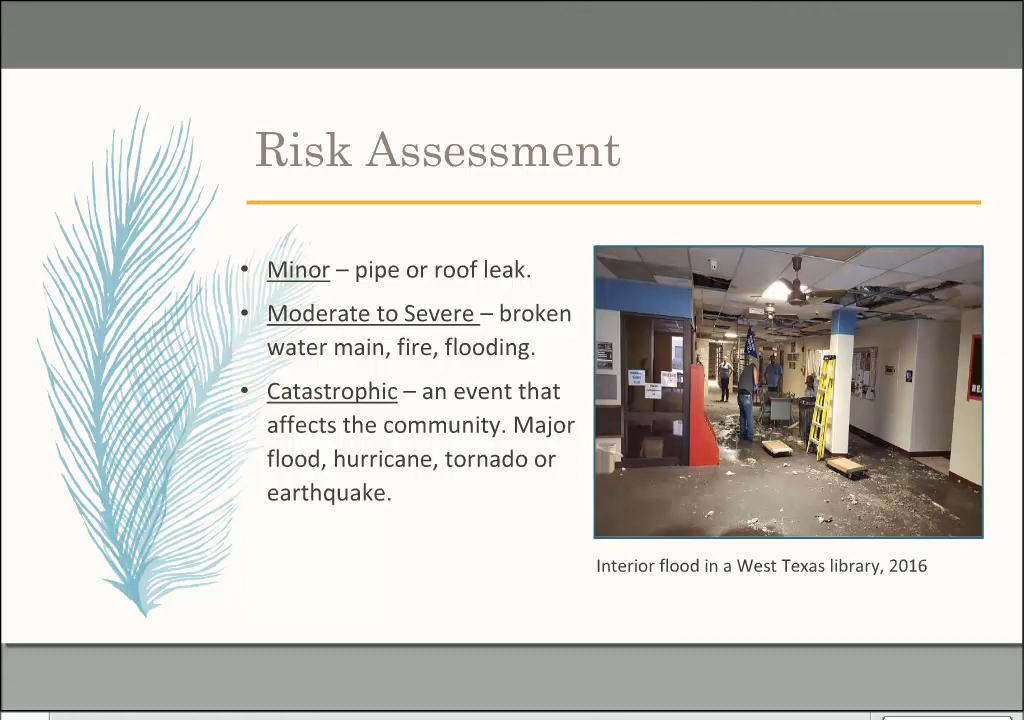 Risk Assessment
• Minor – pipe or roof leak.
• Moderate to Severe – broken
water main, fire, flooding.
• Catastrophic – an event that
affects the community. Major
flood, hurricane, tornado or
earthquake.
Interior flood in a West Texas library, 2016